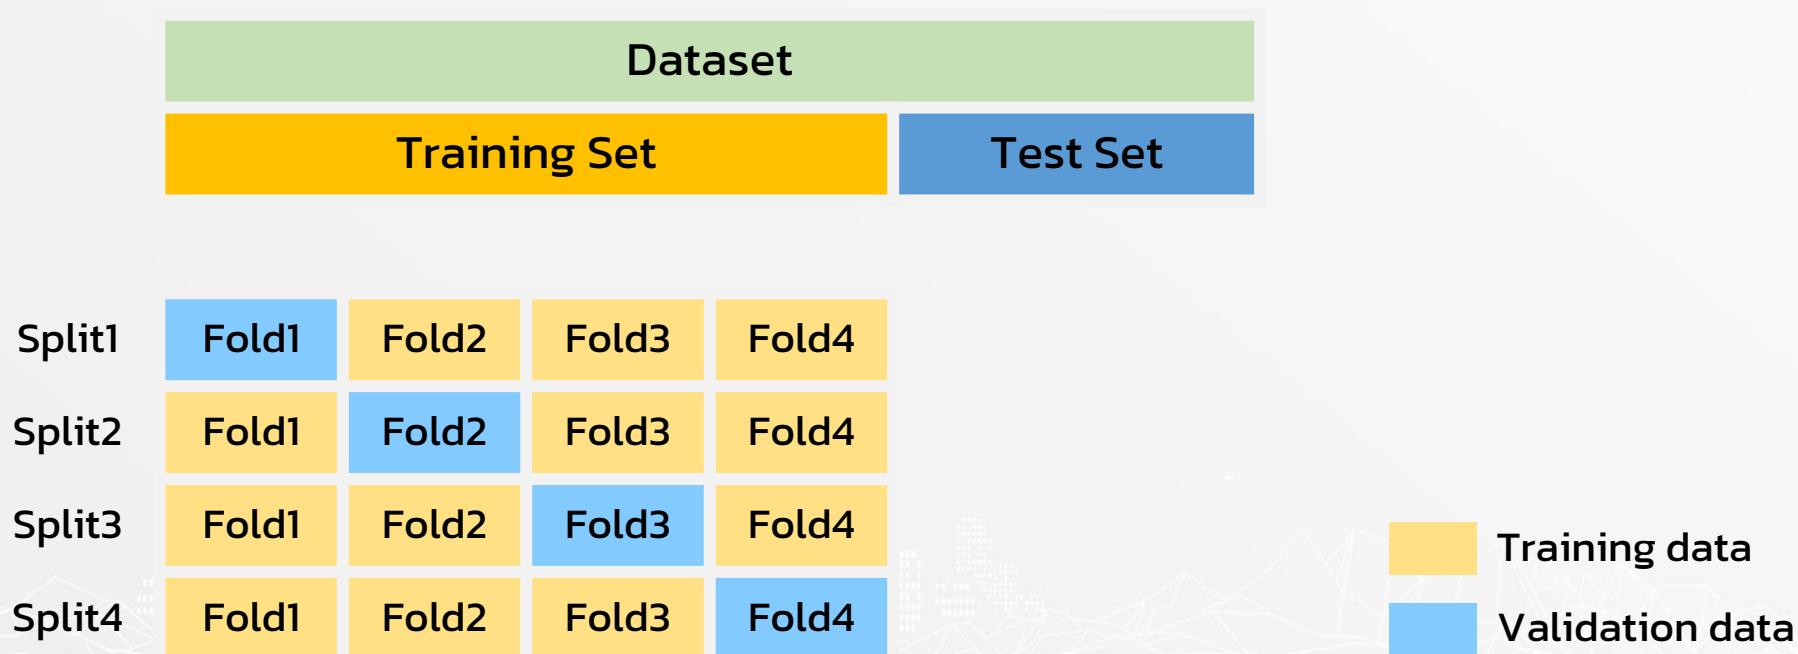 Dataset
Training Set Test Set
Split1 Fold1 Fold2 Fold3 Fold4
Split2 Fold1 Fold2 Fold3 Fold4
Split3 Fold1 Fold2 Fold3 Fold4
Training data
Split4 Fold1 Fold2 Fold3 Fold4
Validation data